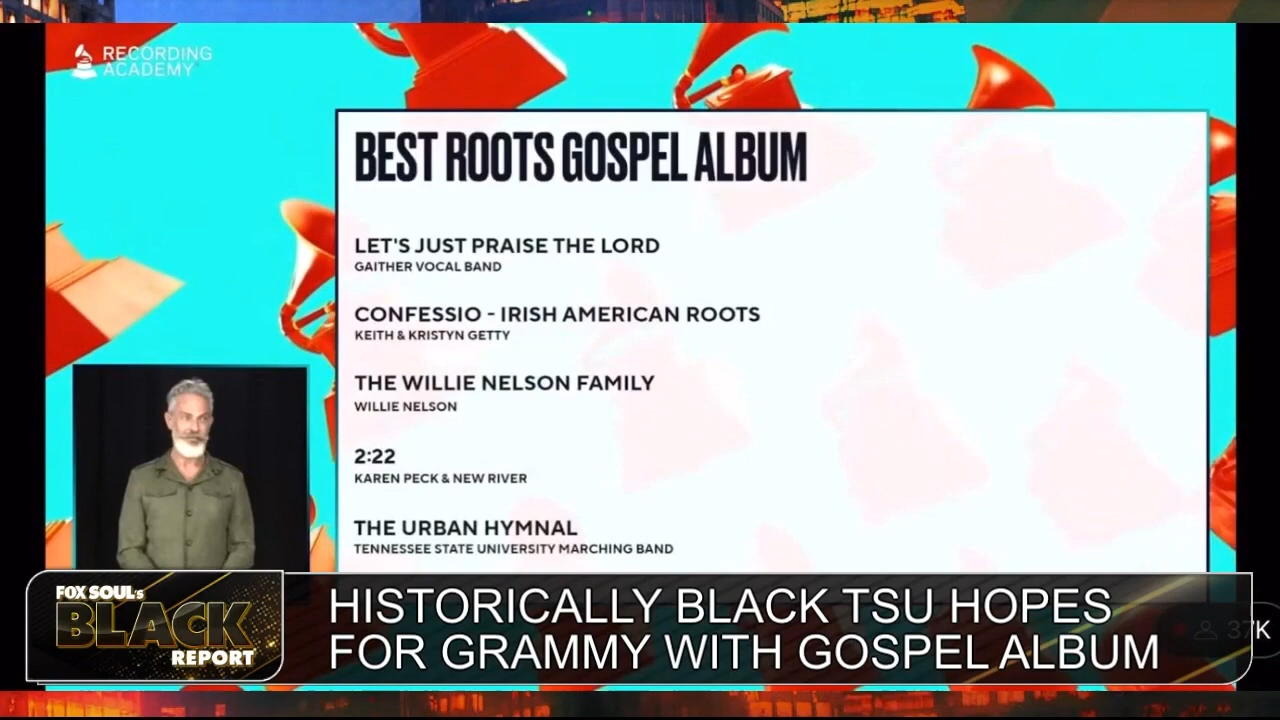 RECORDING
ACADEMY
BEST ROOTS GOSPEL ALBUM
LET'S JUST PRAISE THE LORD
GAITHER VOCAL BAND
CONFESSIO - IRISH AMERICAN ROOTS
KEITH & KRISTYN GETTY
THE WILLIE NELSON FAMILY
WILLIE NELSON
2:22
KAREN PECK & NEW RIVER
THE URBAN HYMNAL
TENNESSEE STATE UNIVERSITY MARCHING BAND
FOX SOUL's
BLACK
REPORT
HISTORICALLY BLACK TSU HOPES
FOR GRAMMY WITH GOSPEL ALBUM
37K